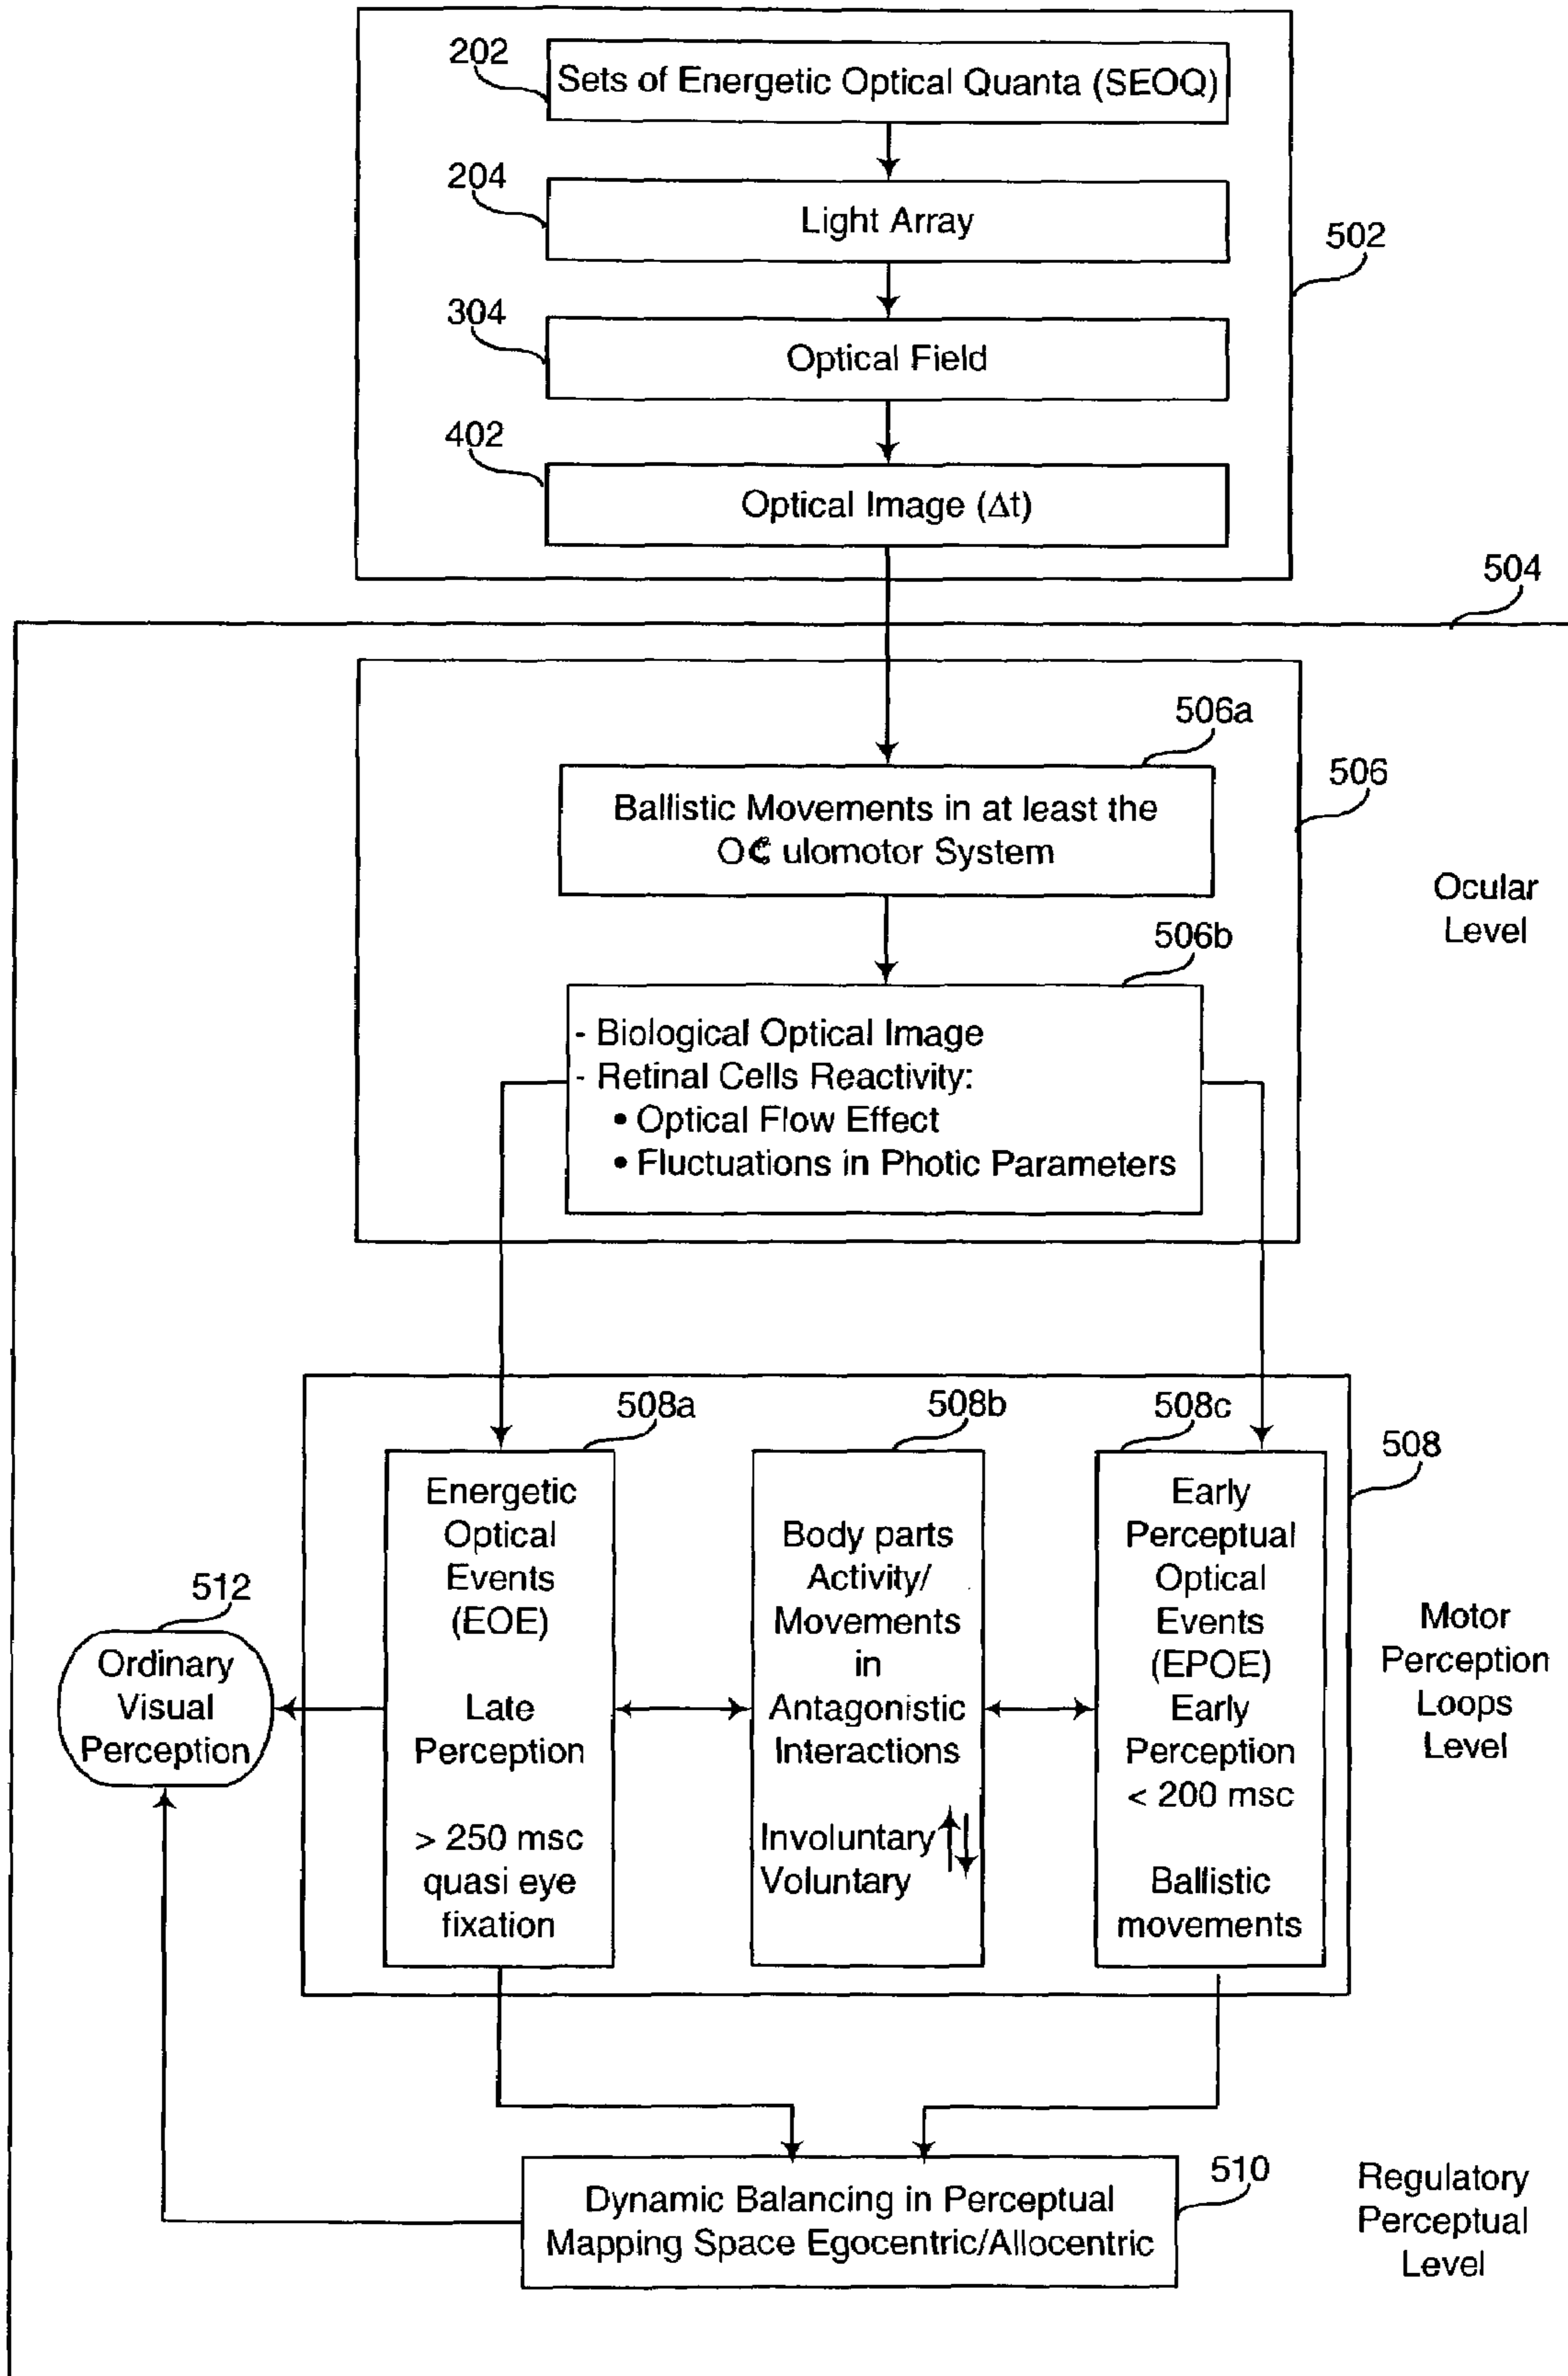 202
Sets of Energetic Optical Quanta (SEOQ)
204
Light Array
502
304
Optical Field
402
Optical Image (Δt)
504
506a
506
Ballistic Movements in at least the
OC ulomotor System
Ocular
Level
506b
- Biological Optical Image
- Retinal Cells Reactivity:
• Optical Flow Effect
• Fluctuations in Photic Parameters
508a
508b
508c
508
Energetic
Optical
Events
(EOE)
Late
Perception
> 250 msc
quasi eye
fixation
Body parts
Activity/
Movements
in
Antagonistic
Interactions
Involuntary
Voluntary
Early
Perceptual
Optical
Events
(EPOE)
Early
Perception
< 200 msc
Ballistic
movements
512
Ordinary
Visual
Perception
Motor
Perception
Loops
Level
510
Dynamic Balancing in Perceptual
Mapping Space Egocentric/Allocentric
Regulatory
Perceptual
Level